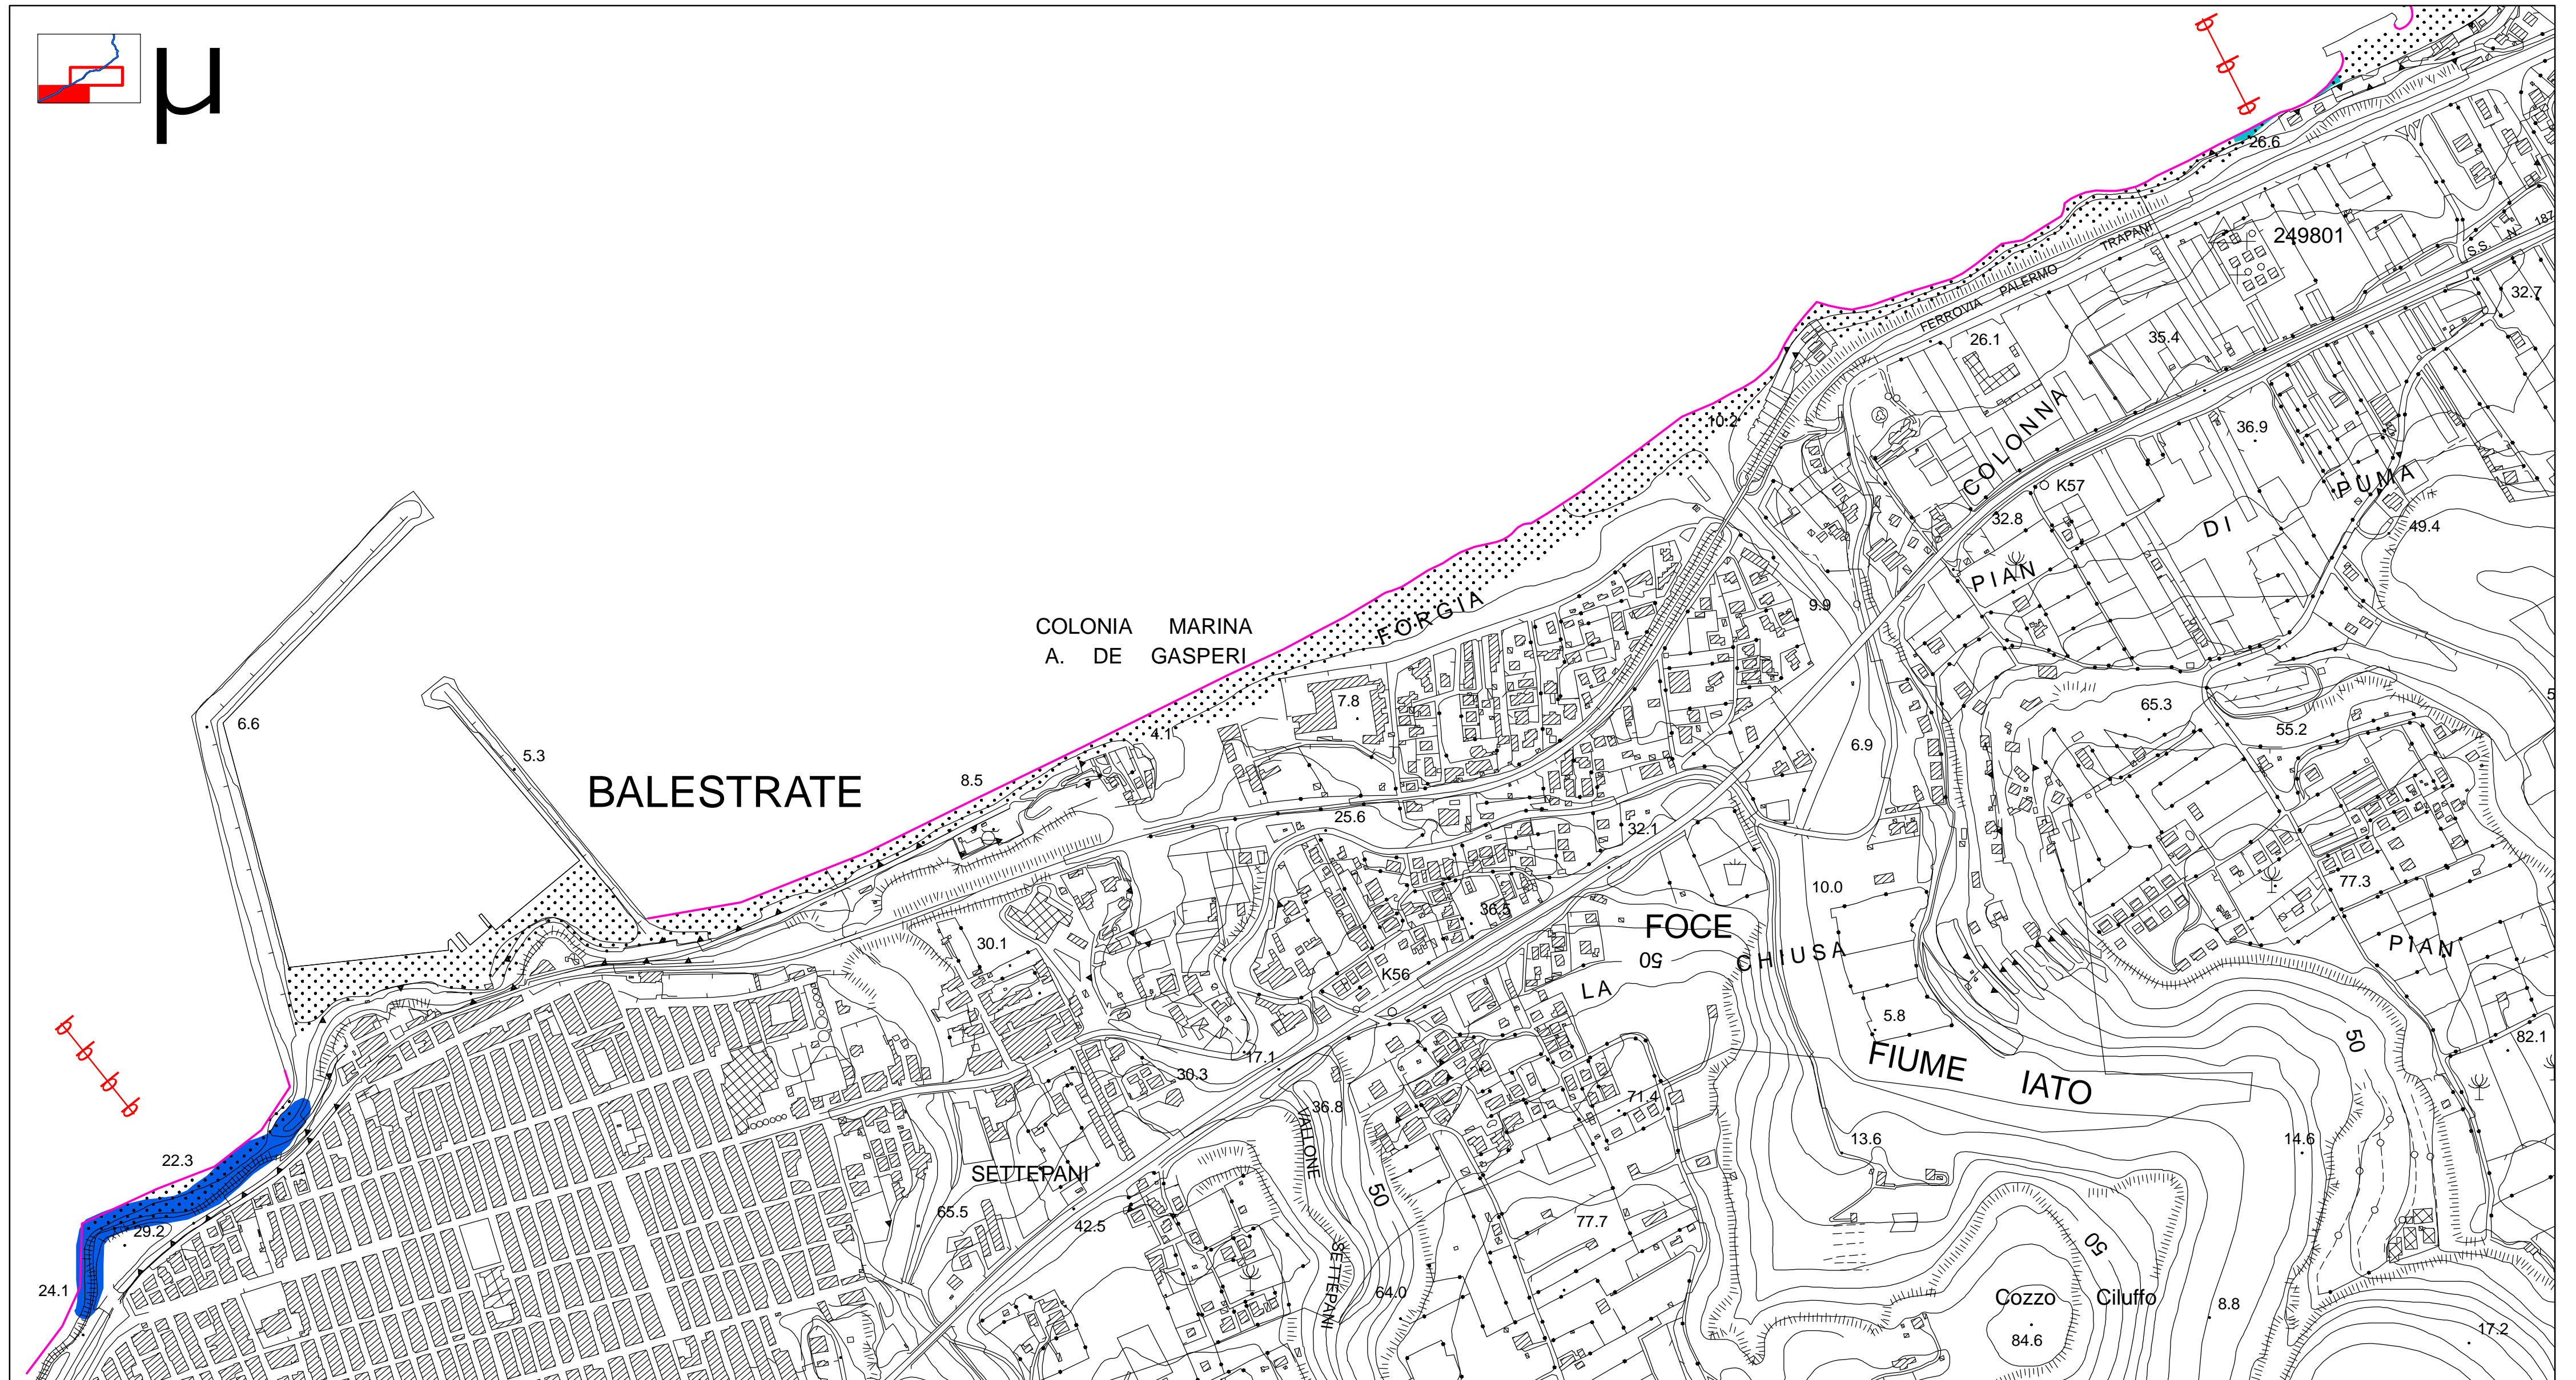 μ
26.6
249801
S.S. N 187
TRAPANI
PALERMO
FERROVIA
32.7
26.1
35.4
10.2
36.9
COLONNA
PUMA
K57
32.8
DI
49.4
PIAN
9.9
FORGIA
COLONIA MARINA
A. DE GASPERI
7.8
65.3
6.6
4.1
55.2
5.3
6.9
8.5
BALESTRATE
25.6
32.1
77.3
10.0
36.5
FOCE
30.1
PIAN
CHIUSA
50
K56
LA
5.8
50
82.1
17.1
FIUME IATO
30.3
71.4
36.8
VALLONE
13.6
14.6
22.3
SETTEPANI
50
65.5
77.7
42.5
29.2
50
SETTEPANI
24.1
64.0
Cozzo Ciluffo
8.8
17.2
84.6